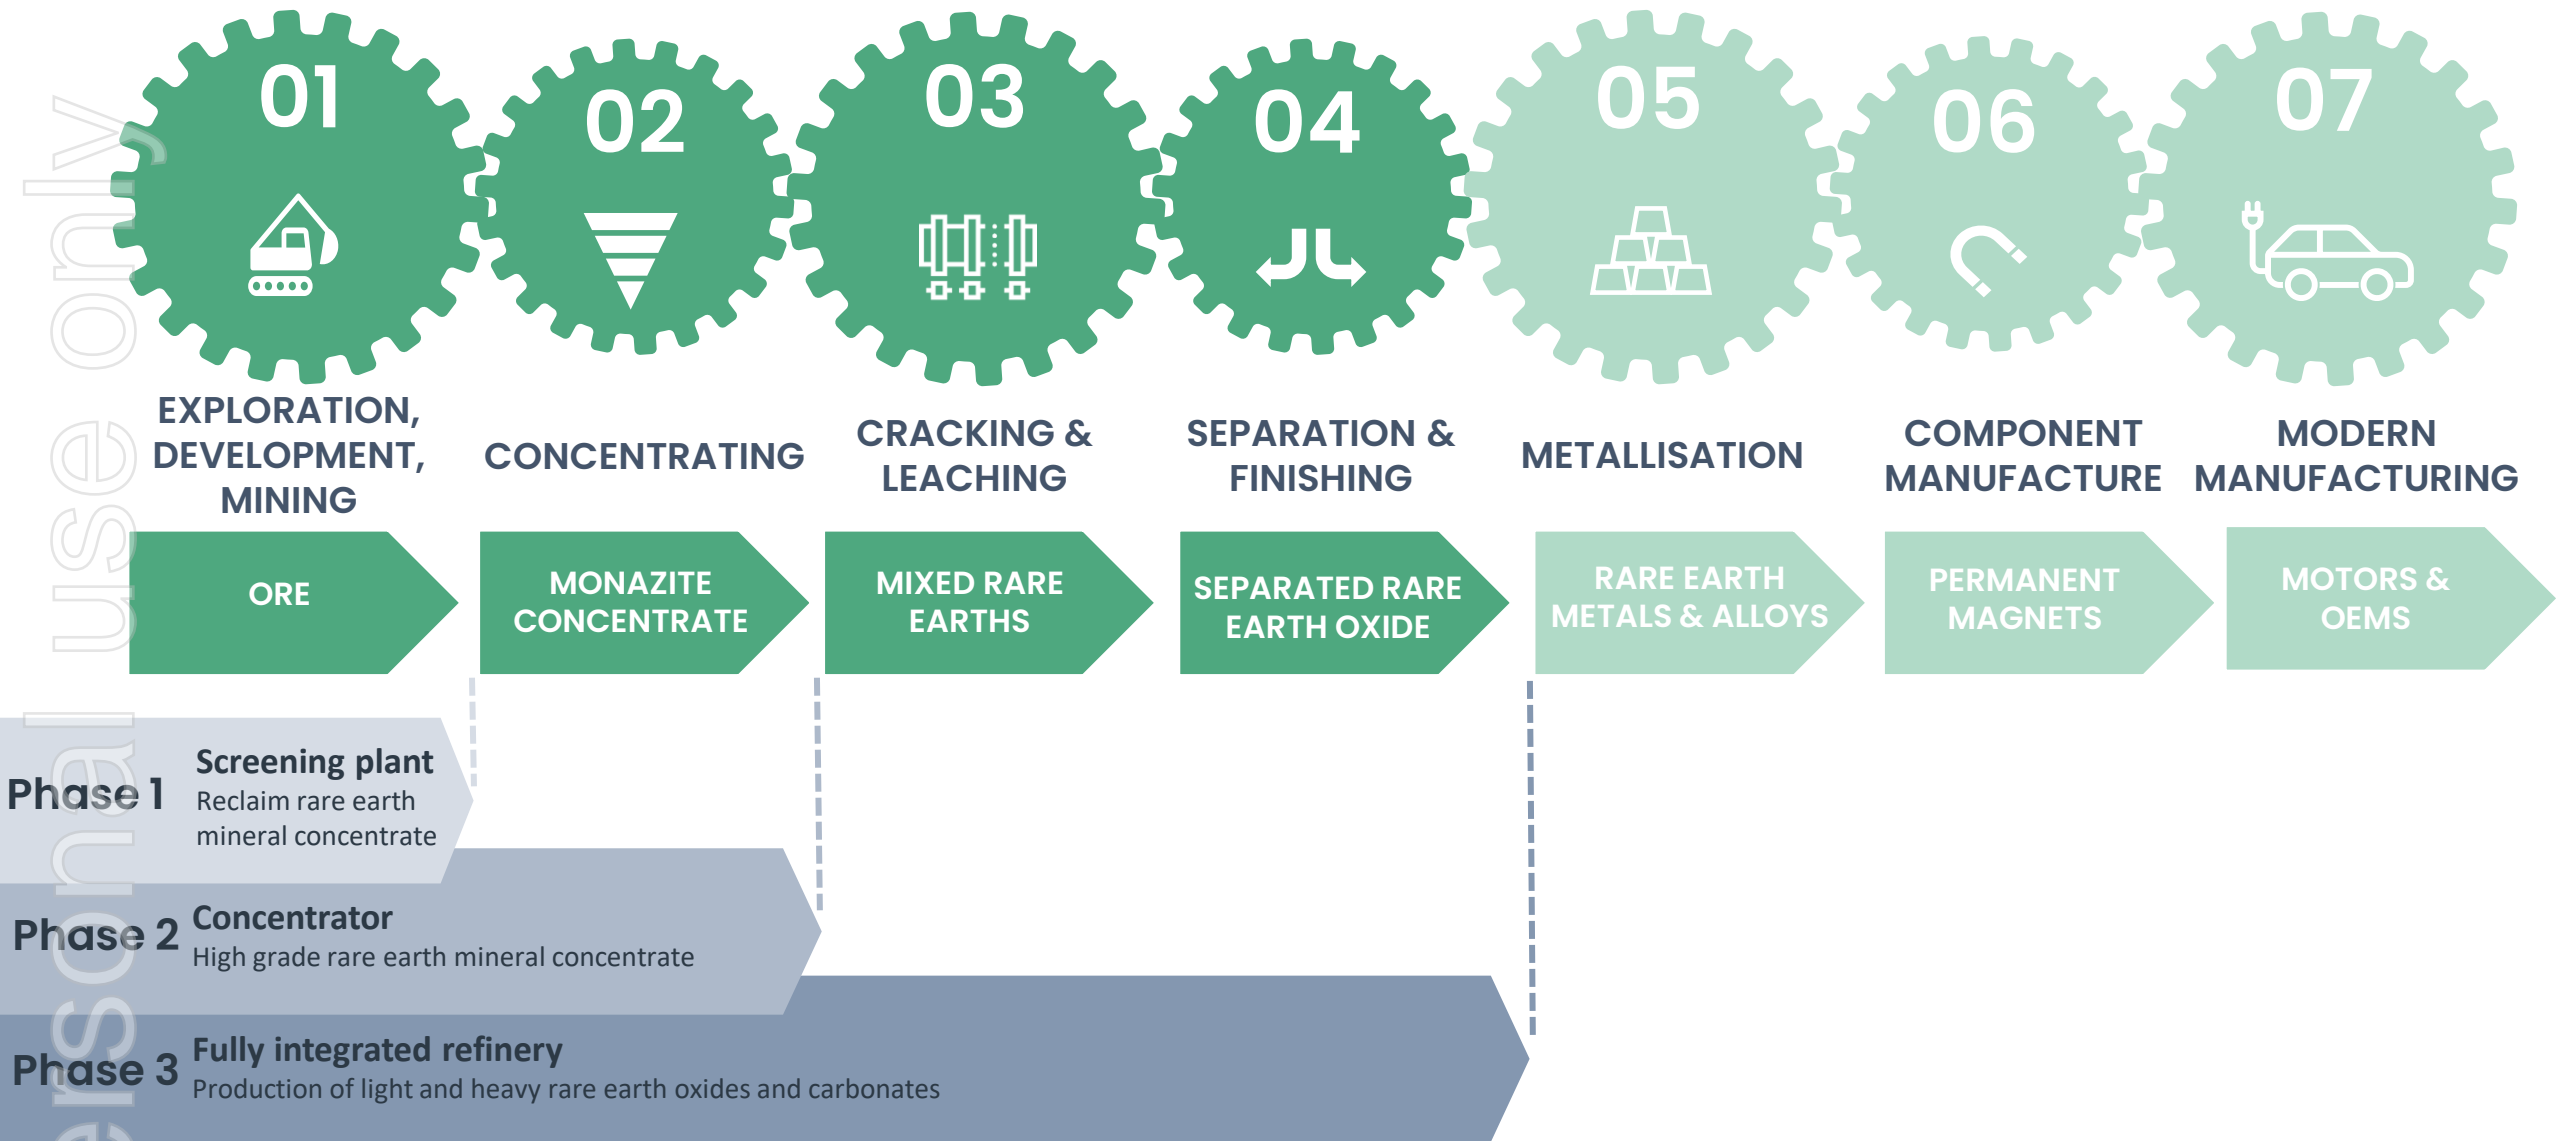 01
02
03
04
05
06
07
EXPLORATION,
DEVELOPMENT,
MINING
CONCENTRATING
CRACKING &
LEACHING
SEPARATION &
FINISHING
METALLISATION
COMPONENT
MANUFACTURE
MODERN
MANUFACTURING
ORE
MONAZITE
CONCENTRATE
MIXED RARE
EARTHS
SEPARATED RARE
EARTH OXIDE
RARE EARTH
METALS & ALLOYS
PERMANENT
MAGNETS
MOTORS &
OEMS
Phase 1
Screening plant
Reclaim rare earth
mineral concentrate
Phase 2
Concentrator
High grade rare earth mineral concentrate
Phase 3
Fully integrated refinery
Production of light and heavy rare earth oxides and carbonates
ersonal use only